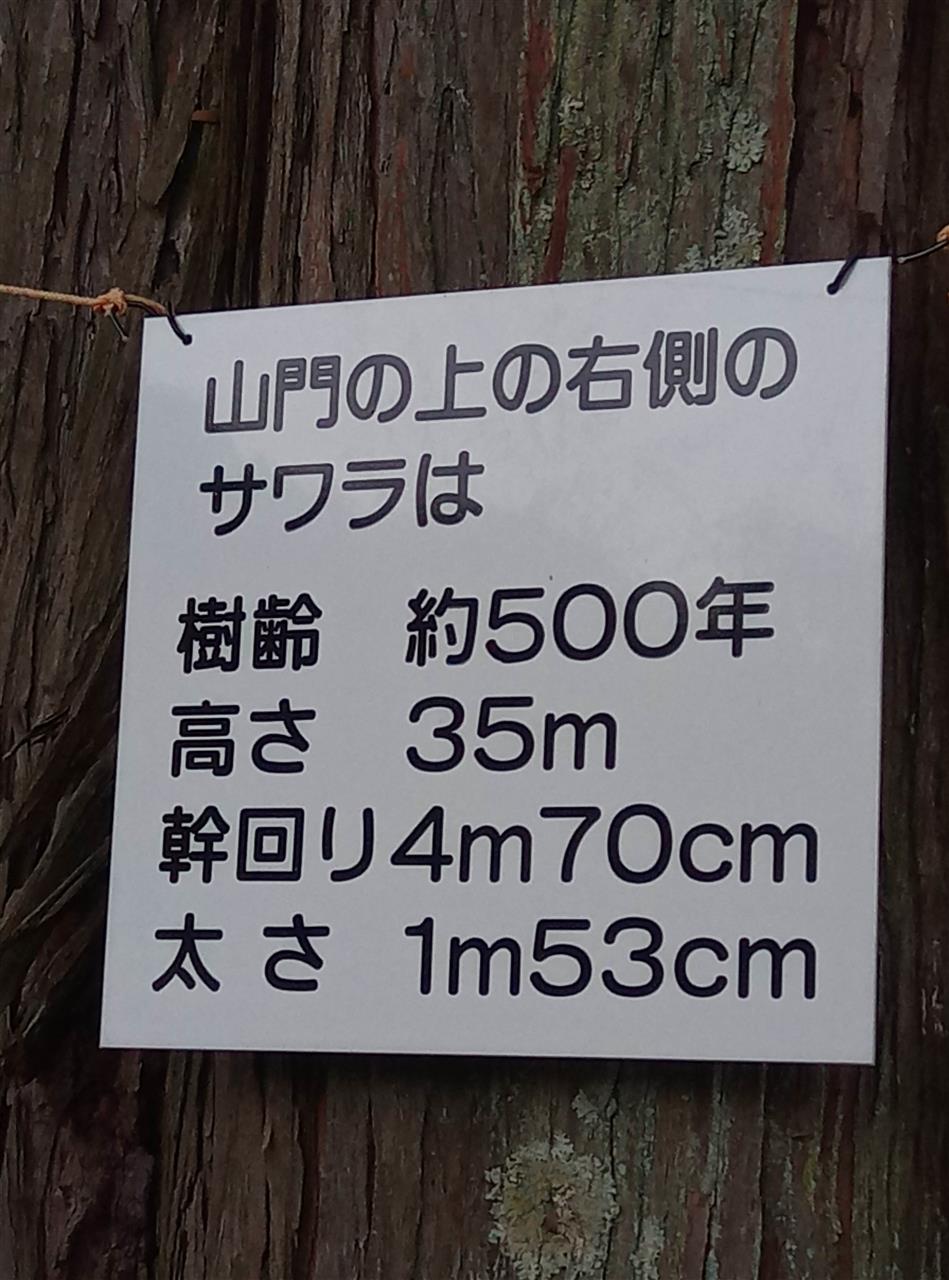 山門の上の右側の
サワラは
樹齢 約500年
高さ 35m
幹回り4m70cm
太さ 1m53cm